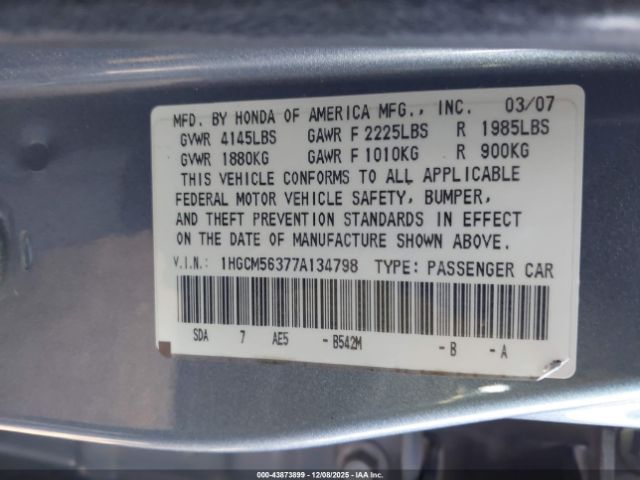 MFD. BY HONDA OF AMERICA MFG., INC. 03/07
GVWR 4145LBS GAWR F 2225LBS R 1985LBS
GVWR 1880KG GAWR F 1010KG R 900KG
THIS VEHICLE CONFORMS TO ALL APPLICABLE
FEDERAL MOTOR VEHICLE SAFETY, BUMPER,
AND THEFT PREVENTION STANDARDS IN EFFECT
ON THE DATE OF MANUFACTURE SHOWN ABOVE.
V.I.N: 1HGCM56377A134798 TYPE: PASSENGER CAR
SDA 7 AE5 - B542M - B - A
000-43873899 • 12/08/2025 • COPYRIGHT IAA, LLC